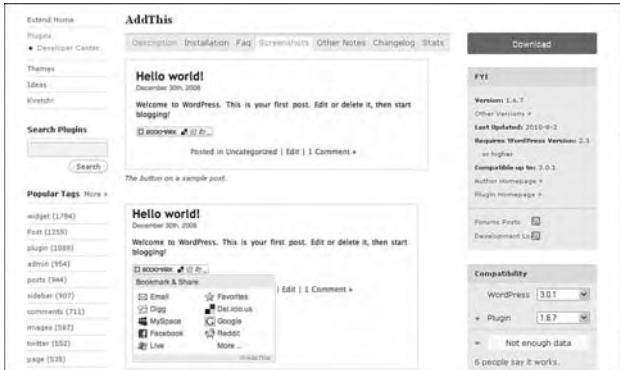 Extend Home
Plugins
Developer Center
Themes
Ideas
Kvetch!
Search Plugins
Search
Popular Tags More »
widget (1794)
Post (1255)
plugin (1089)
admin (954)
posts (944)
sidebar (907)
comments (711)
images (597)
twitter (552)
page (535)
AddThis
Description Installation Faq Screenshots Other Notes Changelog Stats
Hello world!
December 30th, 2008
Welcome to WordPress. This is your first post. Edit or delete it, then start
blogging!
BOOKMARK
Posted in Uncategorized | Edit | 1 Comment »
The button on a sample post.
Hello world!
December 30th, 2008
Welcome to WordPress. This is your first post. Edit or delete it, then start
blogging!
BOOKMARK
| Edit | 1 Comment »
Bookmark & Share
Email Favorites
Digg Del.icio.us
MySpace Google
Facebook Reddit
Live More ...
AddThis
Download
FYI
Version: 1.6.7
Other Versions »
Last Updated: 2010-8-2
Requires WordPress Version: 2.3
or higher
Compatible up to: 3.0.1
Author Homepage »
Plugin Homepage »
Forums Posts
Development Lo
Compatibility
WordPress 3.0.1
+ Plugin 1.6.7
= Not enough data
6 people say it works.